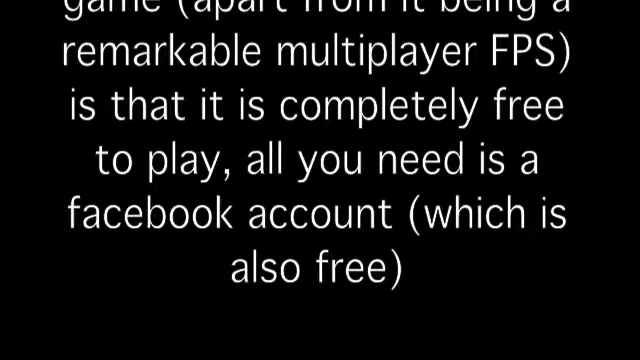 game (apart from it being a
remarkable multiplayer FPS)
is that it is completely free
to play, all you need is a
facebook account (which is
also free)